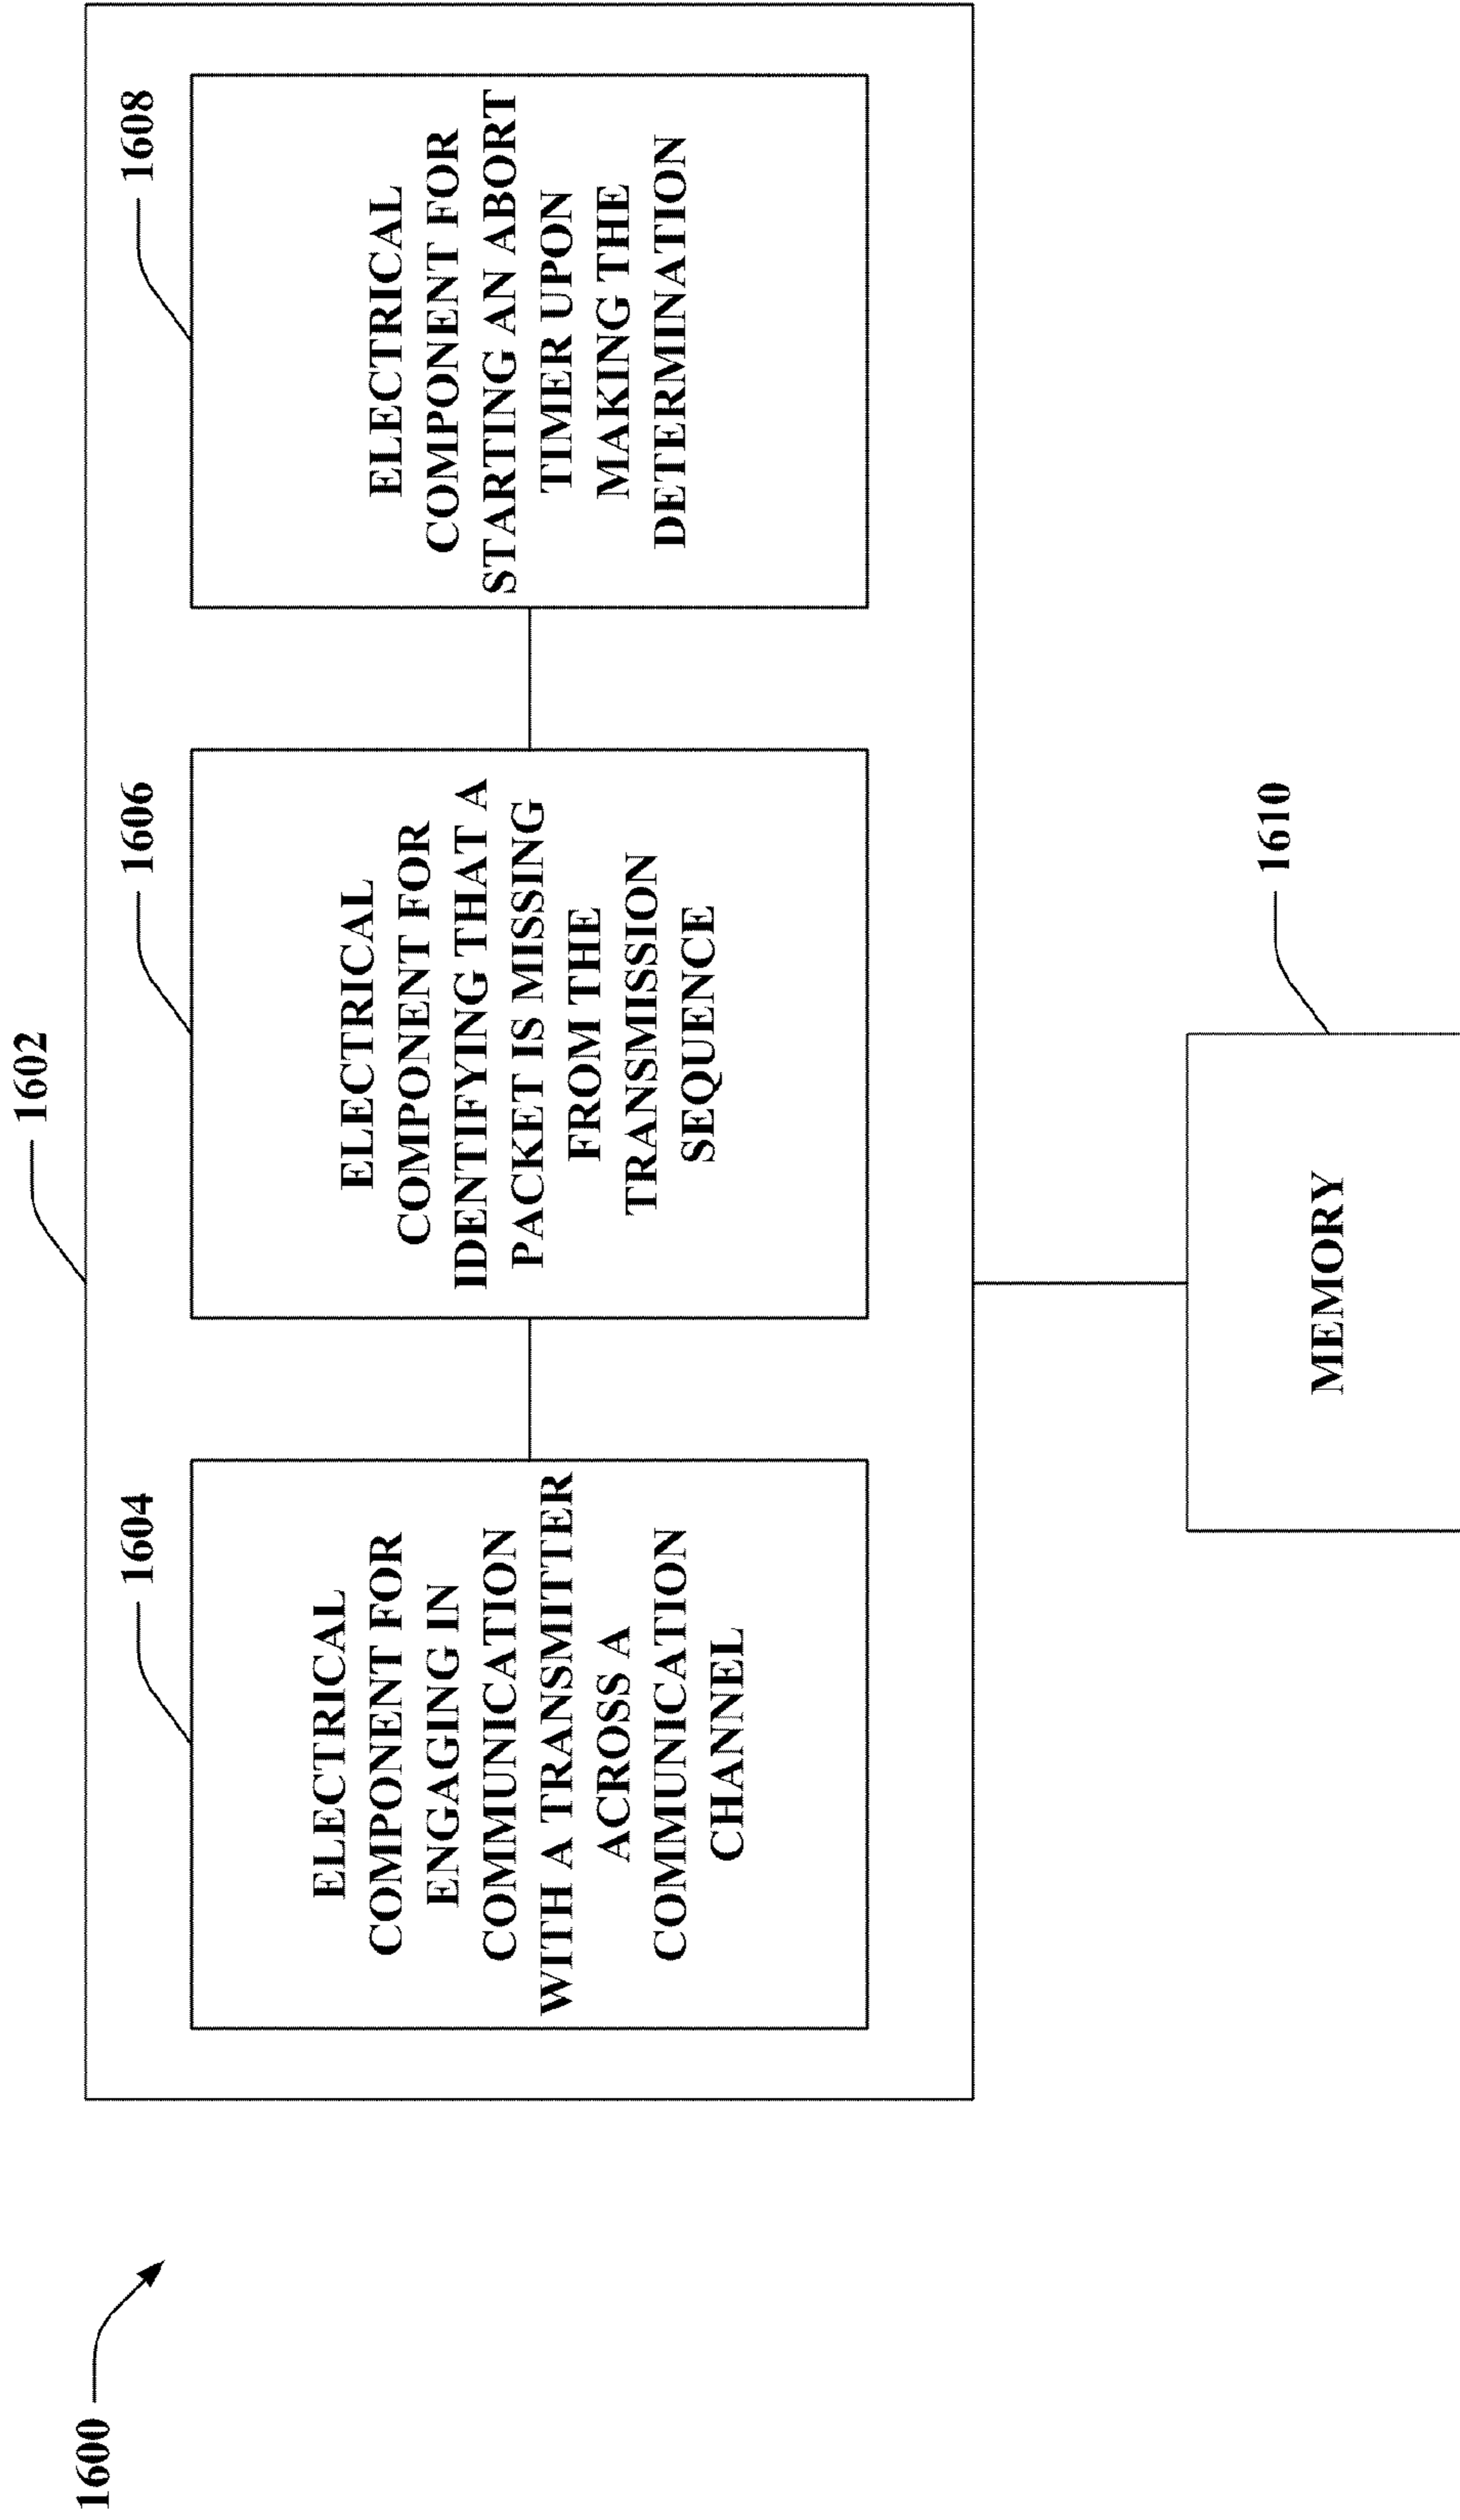 1600
1602
1604
ELECTRICAL
COMPONENT FOR
ENGAGING IN
COMMUNICATION
WITH A TRANSMITTER
ACROSS A
COMMUNICATION
CHANNEL
1606
ELECTRICAL
COMPONENT FOR
IDENTIFYING THAT A
PACKET IS MISSING
FROM THE
TRANSMISSION
SEQUENCE
1608
ELECTRICAL
COMPONENT FOR
STARTING AN ABORT
TIMER UPON
MAKING THE
DETERMINATION
1610
MEMORY